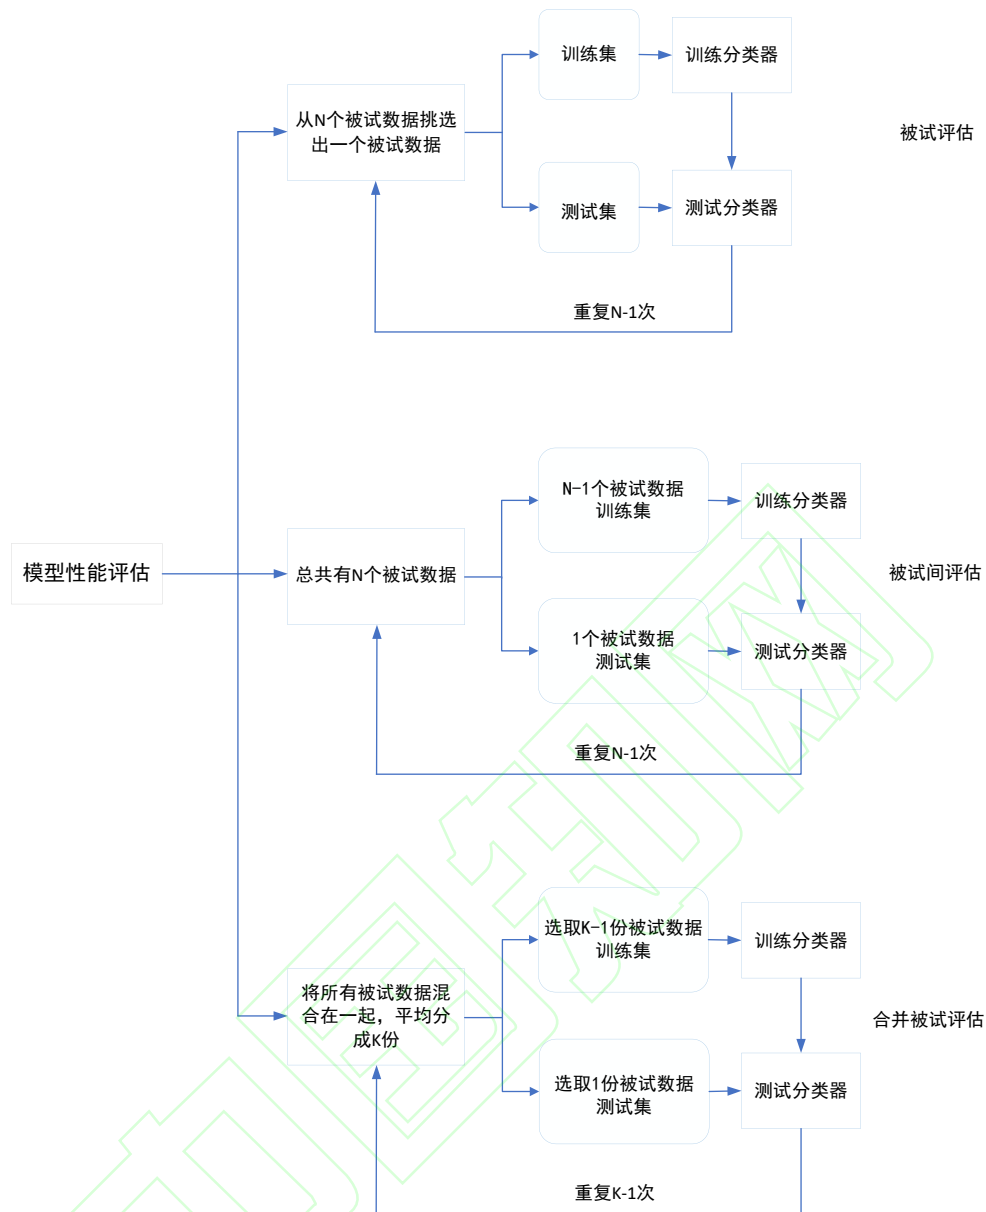 训练集
训练分类器
从N个被试数据挑选
出一个被试数据
被试评估
测试集
测试分类器
重复N-1次
N-1个被试数据
训练集
训练分类器
模型性能评估
总共有N个被试数据
被试间评估
1个被试数据
测试集
测试分类器
重复N-1次
选取K-1份被试数据
训练集
训练分类器
将所有被试数据混
合在一起，平均分
成K份
合并被试评估
选取1份被试数据
测试集
测试分类器
重复K-1次
中国知网